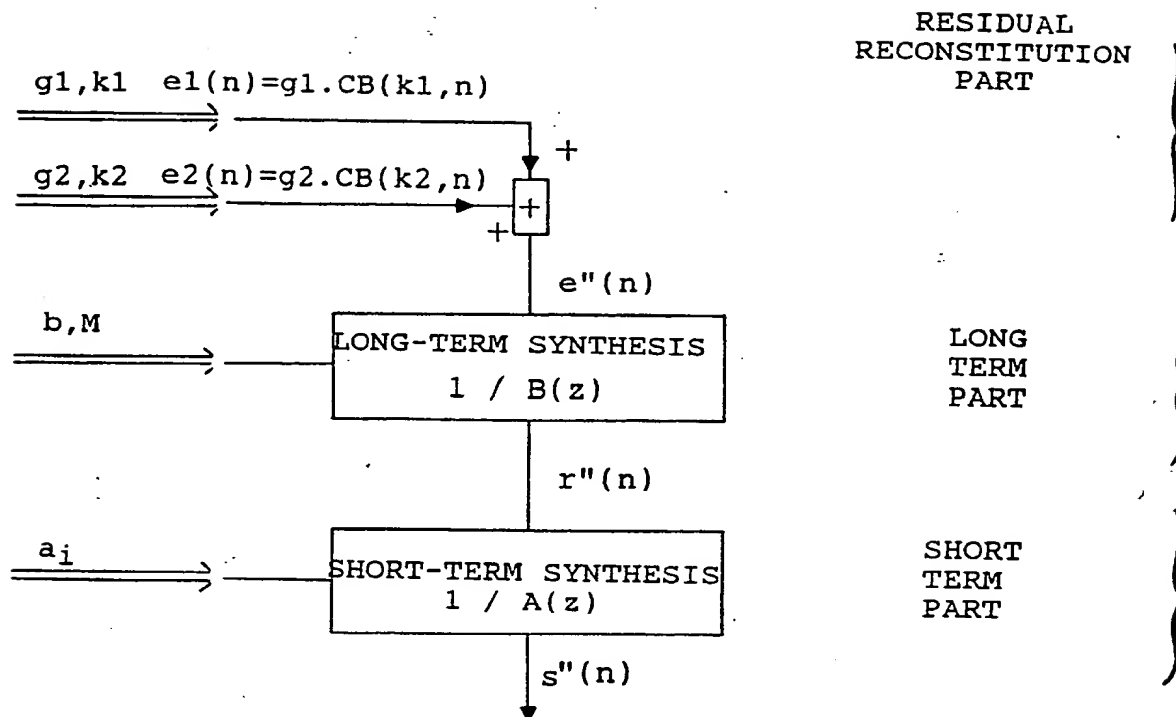 RESIDUAL
RECONSTITUTION
PART
g1,k1 e1(n)=g1.CB(k1,n)
+
g2,k2 e2(n)=g2.CB(k2,n)
+
+
e"(n)
b,M
LONG-TERM SYNTHESIS
1 / B(z)
LONG
TERM
PART
r"(n)
ai
SHORT-TERM SYNTHESIS
1 / A(z)
SHORT
TERM
PART
s"(n)